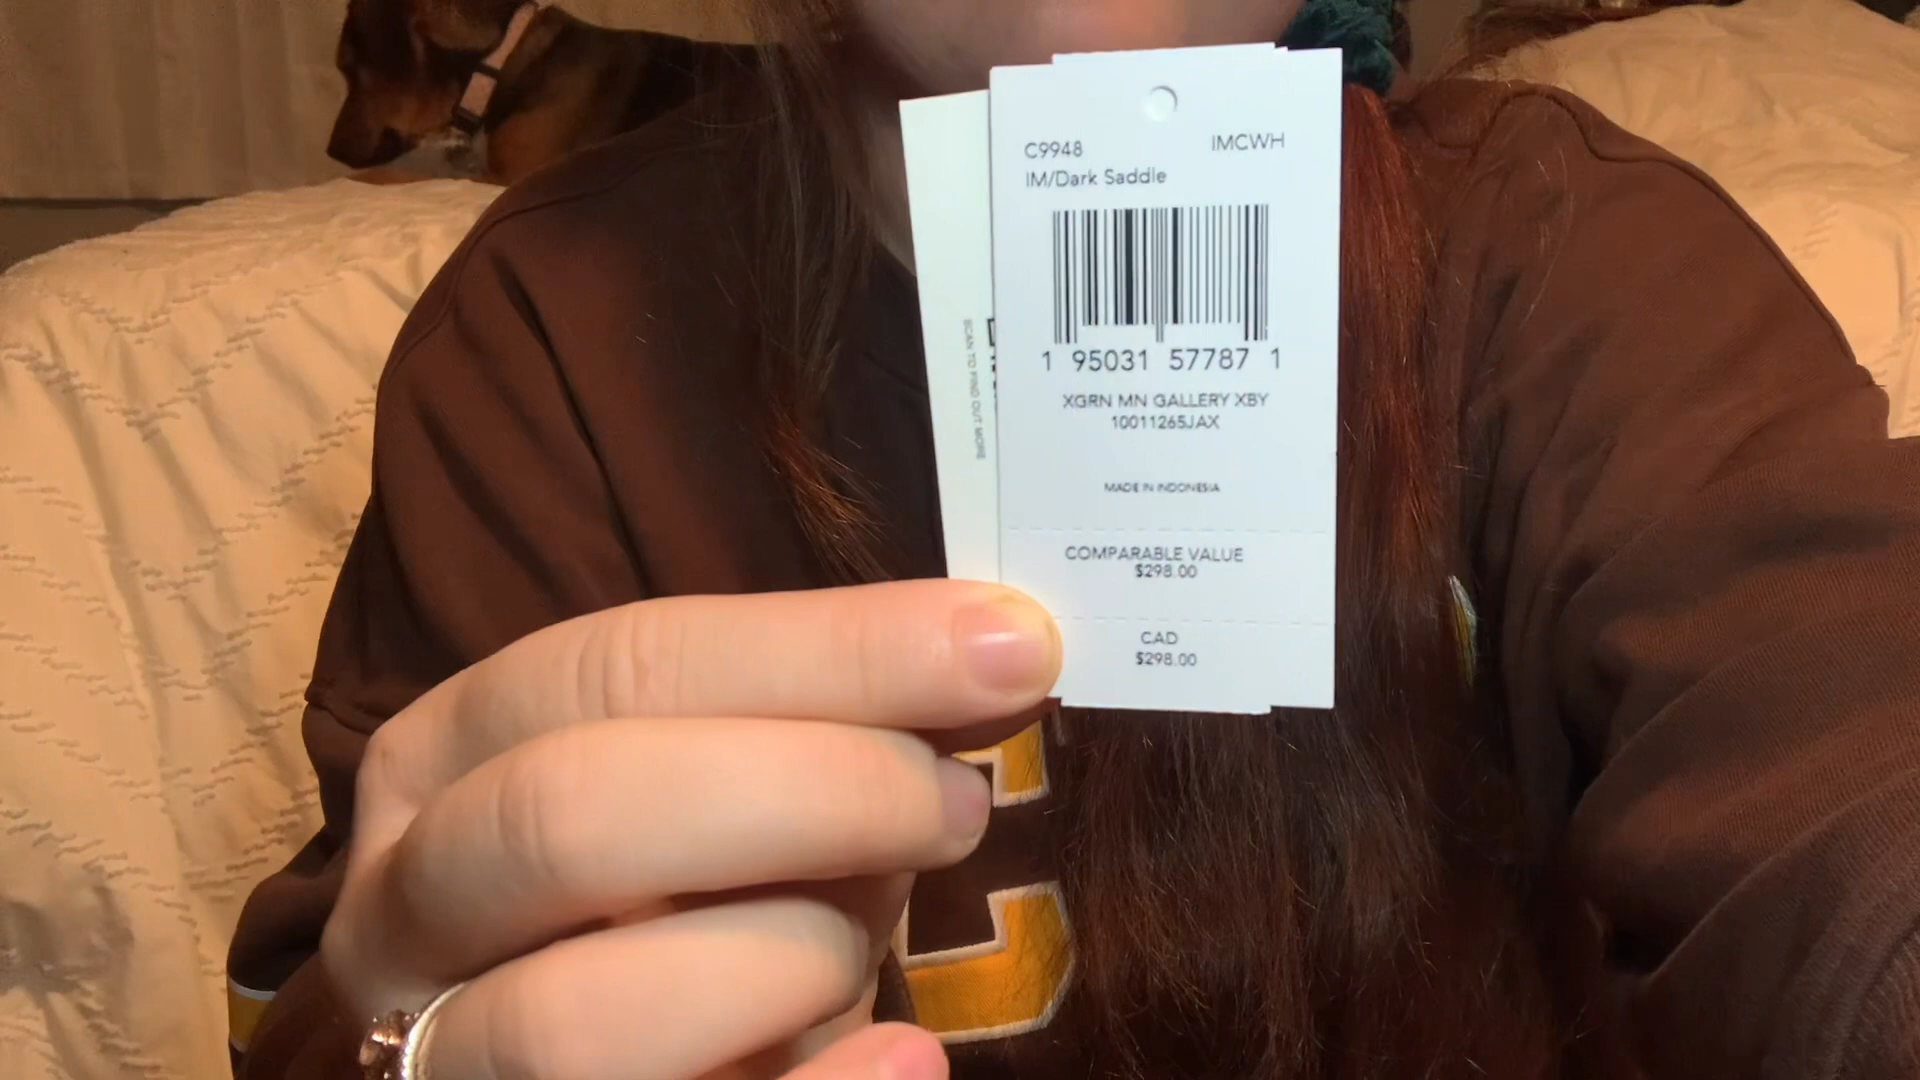 C9948 IMCWH
IM/Dark Saddle
1 95031 57787 1
XGRN MN GALLERY XBY
10011265JAX
MADE IN INDONESIA
COMPARABLE VALUE
$298.00
CAD
$298.00
SCAN TO FIND OUT MORE